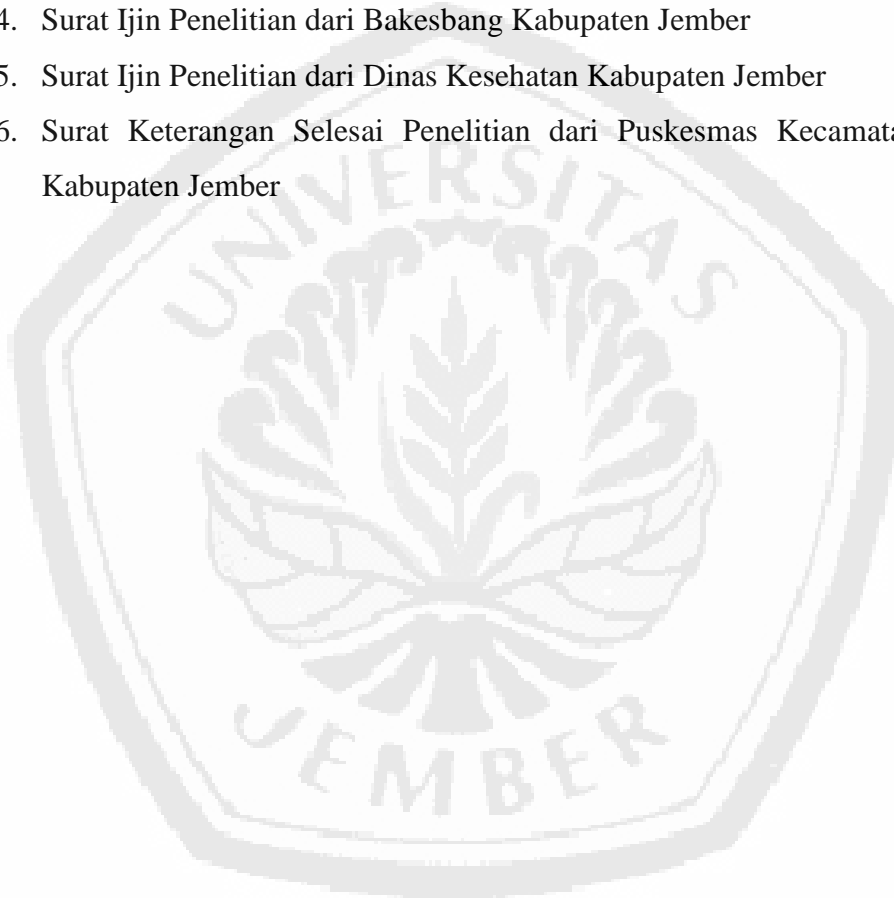 4. Surat Ijin Penelitian dari Bakesbang Kabupaten Jember
5. Surat Ijin Penelitian dari Dinas Kesehatan Kabupaten Jember
6. Surat Keterangan Selesai Penelitian dari Puskesmas Kecamata
Kabupaten Jember
UNIVERSITAS
JEMBER